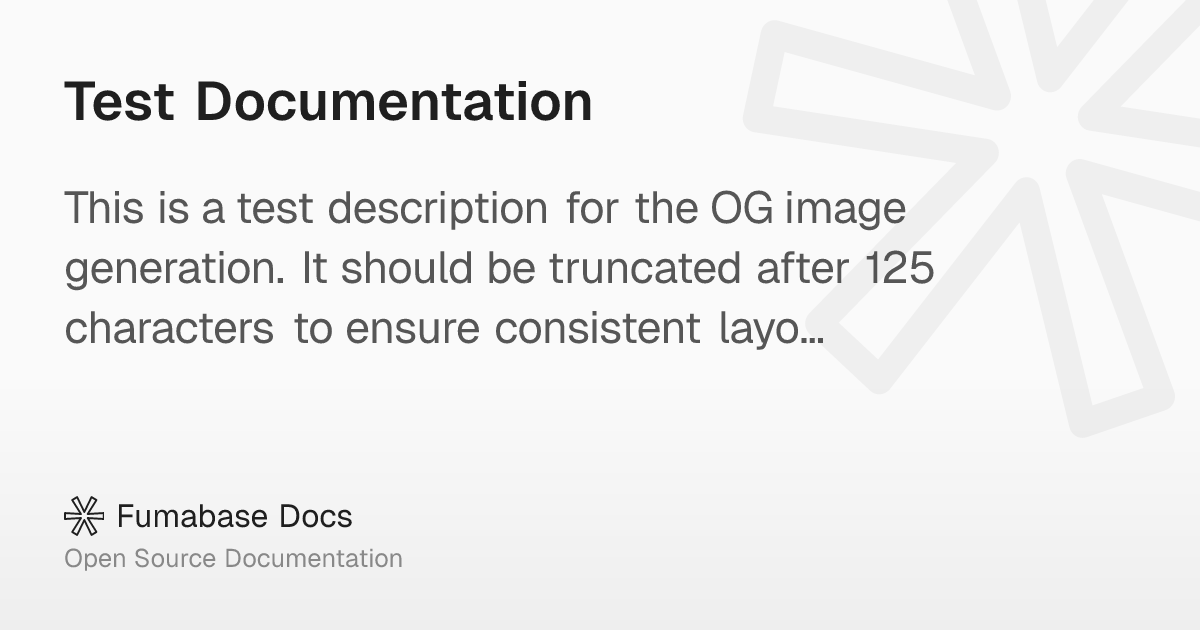 Test Documentation
This is a test description for the OG image
generation. It should be truncated after 125
characters to ensure consistent layo...
Fumabase Docs
Open Source Documentation